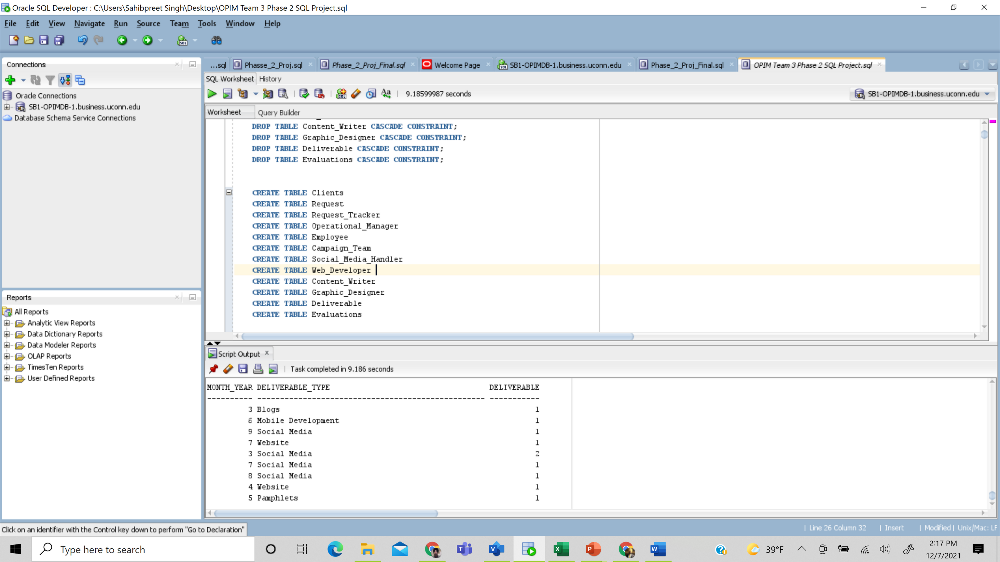 Oracle SQL Developer : C:\Users\Sahibpreet Singh\Desktop\OPIM Team 3 Phase 2 SQL Project.sql
File Edit View Navigate Run Source Team Tools Window Help
Connections
Oracle Connections
SB1-OPIMDB-1.business.uconn.edu
Database Schema Service Connections
Reports
All Reports
Analytic View Reports
Data Dictionary Reports
Data Modeler Reports
OLAP Reports
TimesTen Reports
User Defined Reports
...sql Phasse_2_Proj.sql Phase_2_Proj_Final.sql Welcome Page SB1-OPIMDB-1.business.uconn.edu Phase_2_Proj_Final.sql OPIM Team 3 Phase 2 SQL Project.sql
SQL Worksheet History
9.18599987 seconds SB1-OPIMDB-1.business.uconn.edu
Worksheet Query Builder
DROP TABLE Content_Writer CASCADE CONSTRAINT;
DROP TABLE Graphic_Designer CASCADE CONSTRAINT;
DROP TABLE Deliverable CASCADE CONSTRAINT;
DROP TABLE Evaluations CASCADE CONSTRAINT;
CREATE TABLE Clients
CREATE TABLE Request
CREATE TABLE Request_Tracker
CREATE TABLE Operational_Manager
CREATE TABLE Employee
CREATE TABLE Campaign_Team
CREATE TABLE Social_Media_Handler
CREATE TABLE Web_Developer
CREATE TABLE Content_Writer
CREATE TABLE Graphic_Designer
CREATE TABLE Deliverable
CREATE TABLE Evaluations
Script Output
Task completed in 9.186 seconds
MONTH_YEAR DELIVERABLE_TYPE DELIVERABLE
---------- -------------------------------------------------- -----------
3 Blogs 1
6 Mobile Development 1
9 Social Media 1
7 Website 1
3 Social Media 2
7 Social Media 1
8 Social Media 1
4 Website 1
5 Pamphlets 1
Click on an identifier with the Control key down to perform "Go to Declaration"
Line 26 Column 32 | Insert | Modified | Unix/Mac: LF
Type here to search
39°F
2:17 PM
12/7/2021